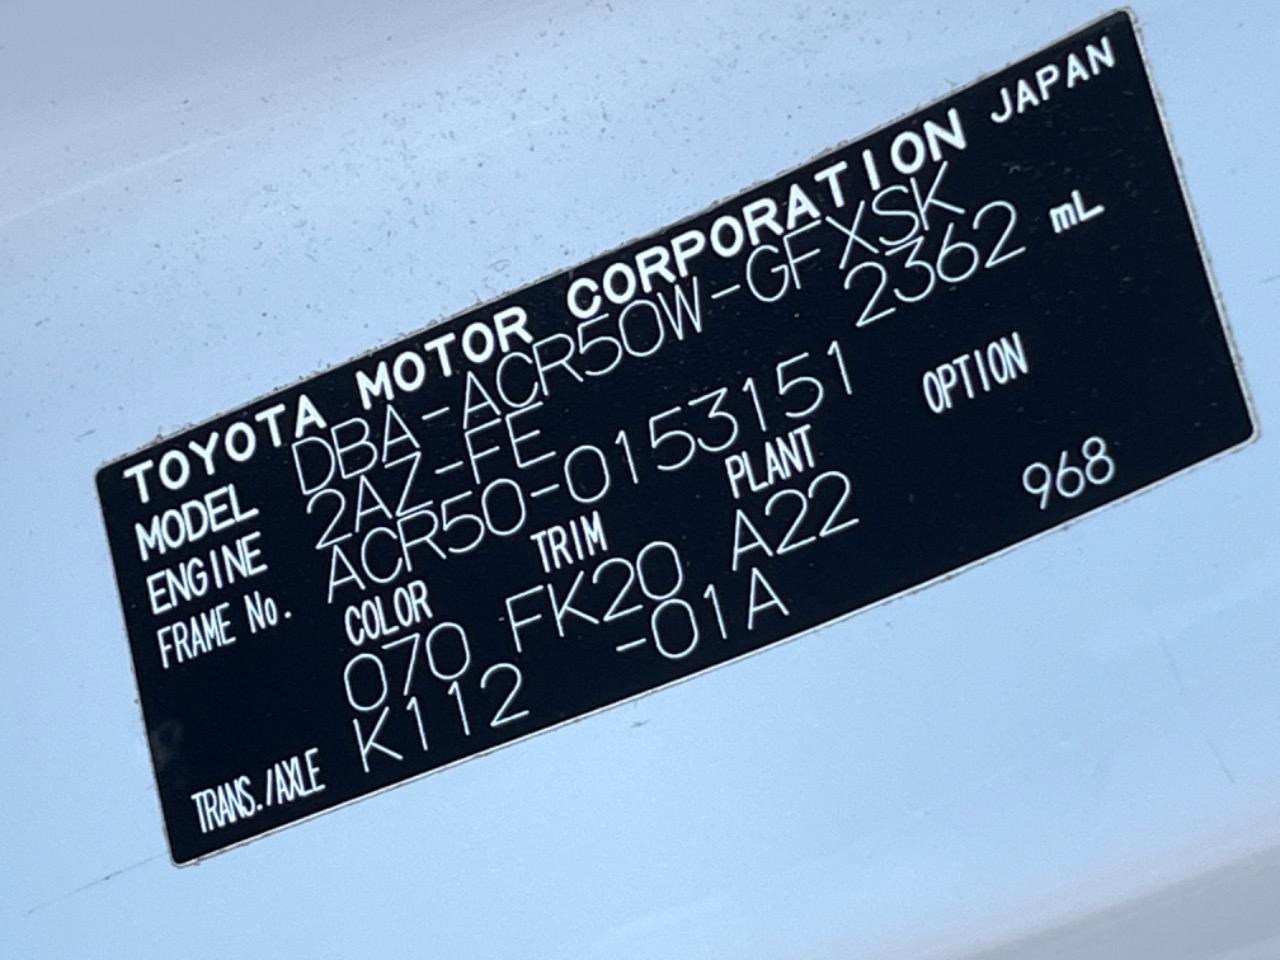 TOYOTA MOTOR CORPORATION JAPAN
MODEL DBA-ACR50W-GFXSK
ENGINE 2AZ-FE 2362 mL
FRAME No. ACR50-0153151
COLOR TRIM PLANT OPTION
070 FK20 A22 968
TRANS./AXLE K112 -01A